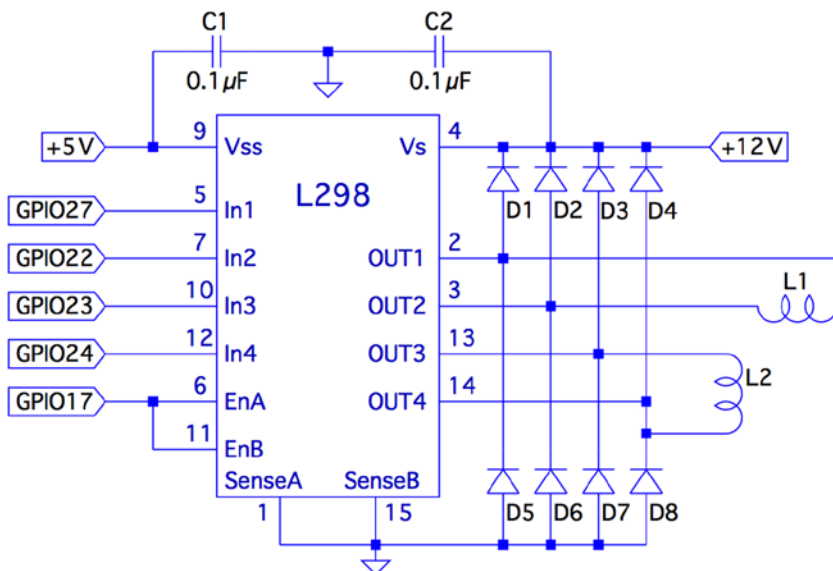 C1 C2
0.1µF 0.1µF
+5V 9 Vss Vs 4 +12V
L298
D1 D2 D3 D4
GPIO27 5 In1
GPIO22 7 In2 OUT1 2
L1
GPIO23 10 In3 OUT2 3
GPIO24 12 In4 OUT3 13
L2
GPIO17 6 EnA OUT4 14
11 EnB
SenseA SenseB
1 15
D5 D6 D7 D8